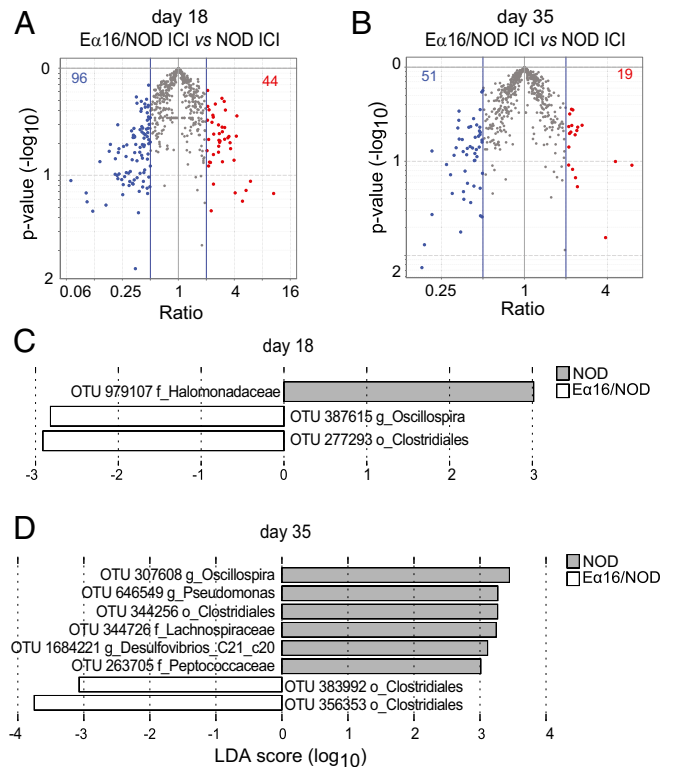 A
day 18
Eα16/NOD ICI vs NOD ICI
96
44
0
1
2
p-value (-log10)
0.06
0.25
1
4
16
Ratio
B
day 35
Eα16/NOD ICI vs NOD ICI
51
19
0
1
2
p-value (-log10)
0.25
1
4
Ratio
C
day 18
NOD
Eα16/NOD
OTU 979107 f_Halomonadaceae
OTU 387615 g_Oscillospira
OTU 277293 o_Clostridiales
-3
-2
-1
0
1
2
3
D
day 35
NOD
Eα16/NOD
OTU 307608 g_Oscillospira
OTU 646549 g_Pseudomonas
OTU 344256 o_Clostridiales
OTU 344726 f_Lachnospiraceae
OTU 1684221 g_Desulfovibrios_C21_c20
OTU 263705 f_Peptococcaceae
OTU 383992 o_Clostridiales
OTU 356353 o_Clostridiales
-4
-3
-2
-1
0
1
2
3
4
LDA score (log10)